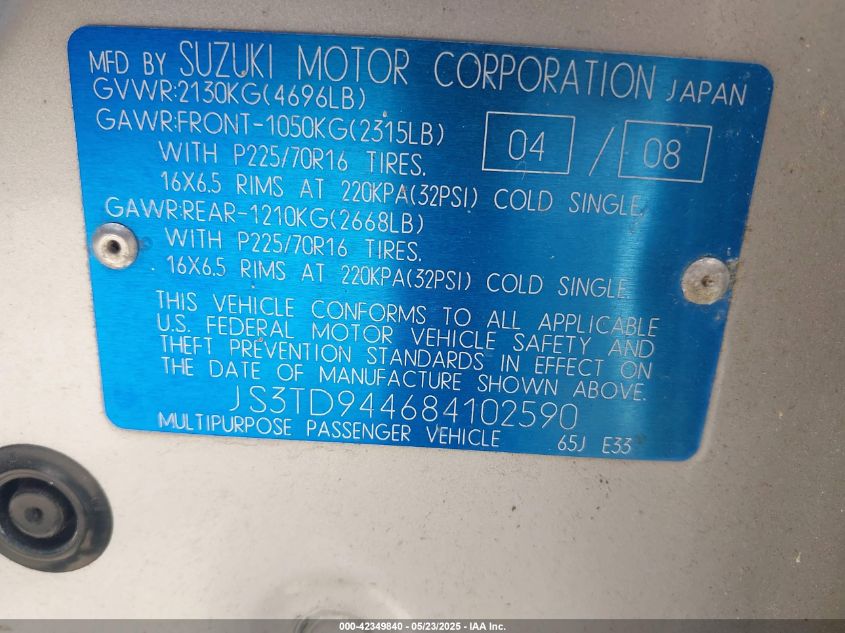 MFD BY SUZUKI MOTOR CORPORATION JAPAN
GVWR:2130KG(4696LB)
GAWR:FRONT-1050KG(2315LB) 04 / 08
WITH P225/70R16 TIRES.
16X6.5 RIMS AT 220KPA(32PSI) COLD SINGLE.
GAWR:REAR-1210KG(2668LB)
WITH P225/70R16 TIRES.
16X6.5 RIMS AT 220KPA(32PSI) COLD SINGLE.
THIS VEHICLE CONFORMS TO ALL APPLICABLE
U.S. FEDERAL MOTOR VEHICLE SAFETY AND
THEFT PREVENTION STANDARDS IN EFFECT ON
THE DATE OF MANUFACTURE SHOWN ABOVE.
JS3TD944684102590
MULTIPURPOSE PASSENGER VEHICLE 65J E33
000-42349840 - 05/23/2025 - IAA Inc.